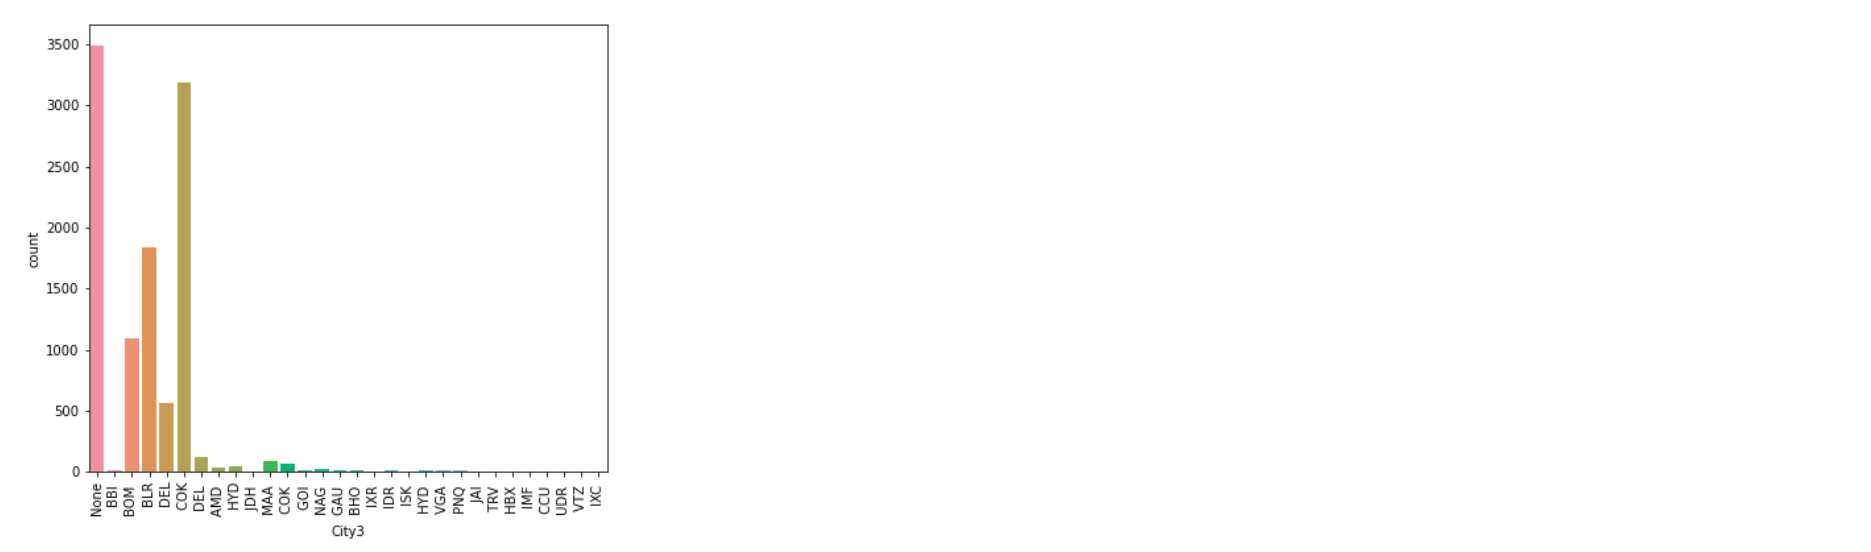 3500
3000
2500
2000
1500
1000
500
0
count
None
BBI
BOM
BLR
DEL
COK
DEL
AMD
HYD
JDH
MAA
COK
GOI
NAG
GAU
BHO
IXR
IDR
ISK
HYD
VGA
PNQ
JAI
TRV
HBX
IMF
CCU
UDR
VTZ
IXC
City3